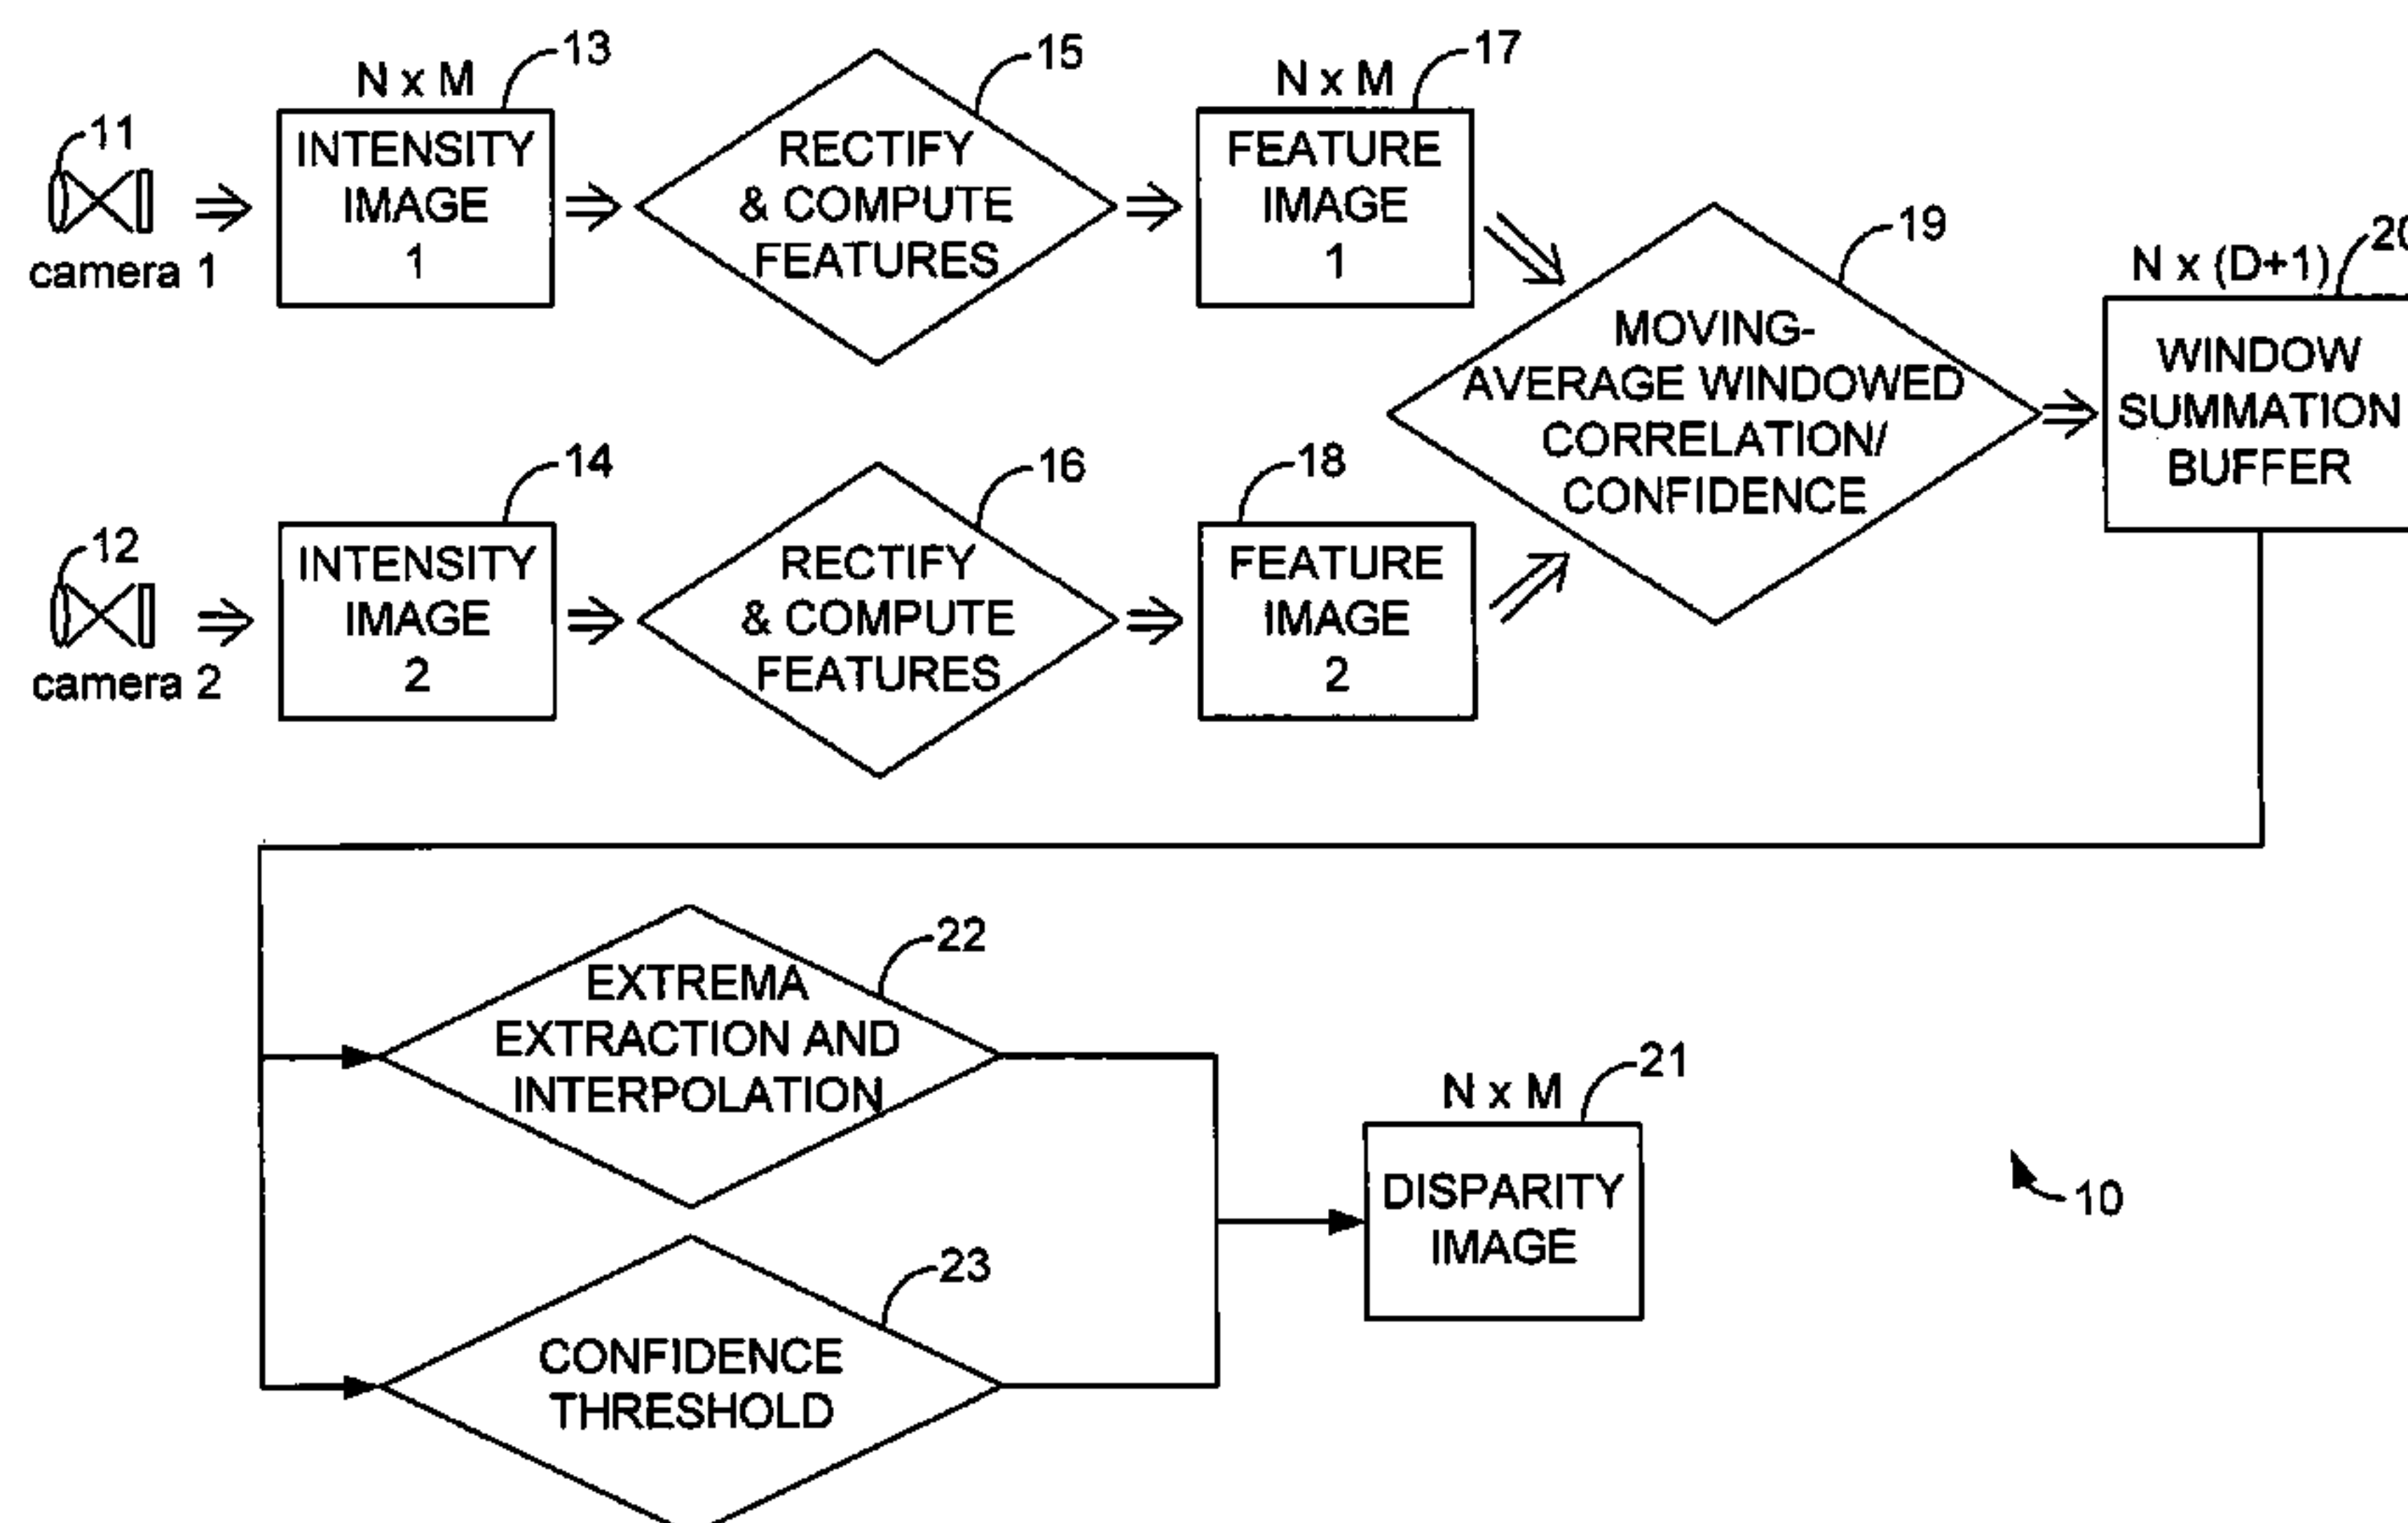 N x M
13
INTENSITY
IMAGE
1
11
camera 1
15
RECTIFY
& COMPUTE
FEATURES
N x M
17
FEATURE
IMAGE
1
19
MOVING-
AVERAGE WINDOWED
CORRELATION/
CONFIDENCE
N x (D+1)
20
WINDOW
SUMMATION
BUFFER
12
camera 2
14
INTENSITY
IMAGE
2
16
RECTIFY
& COMPUTE
FEATURES
18
FEATURE
IMAGE
2
22
EXTREMA
EXTRACTION AND
INTERPOLATION
23
CONFIDENCE
THRESHOLD
N x M
21
DISPARITY
IMAGE
10